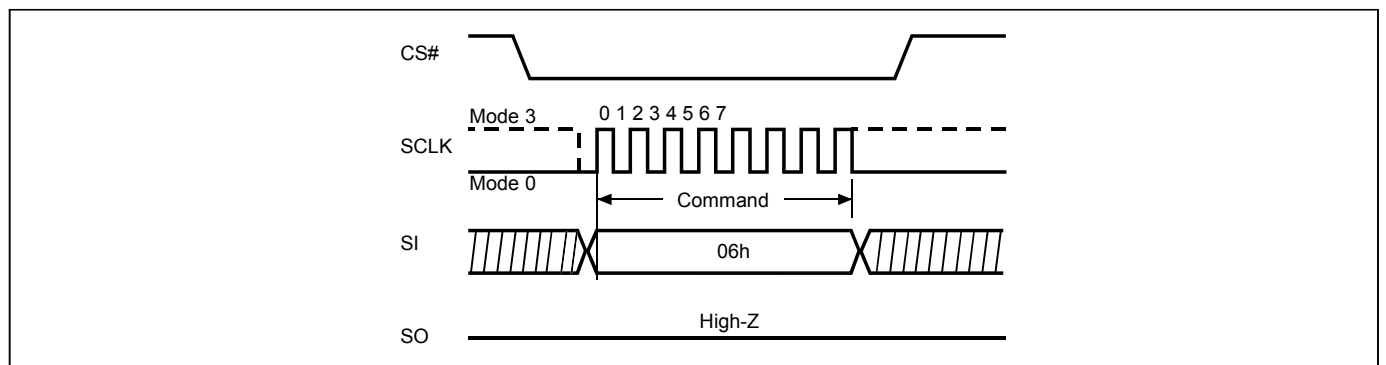 CS#
Mode 3
0 1 2 3 4 5 6 7
SCLK
Mode 0
Command
SI
06h
High-Z
SO